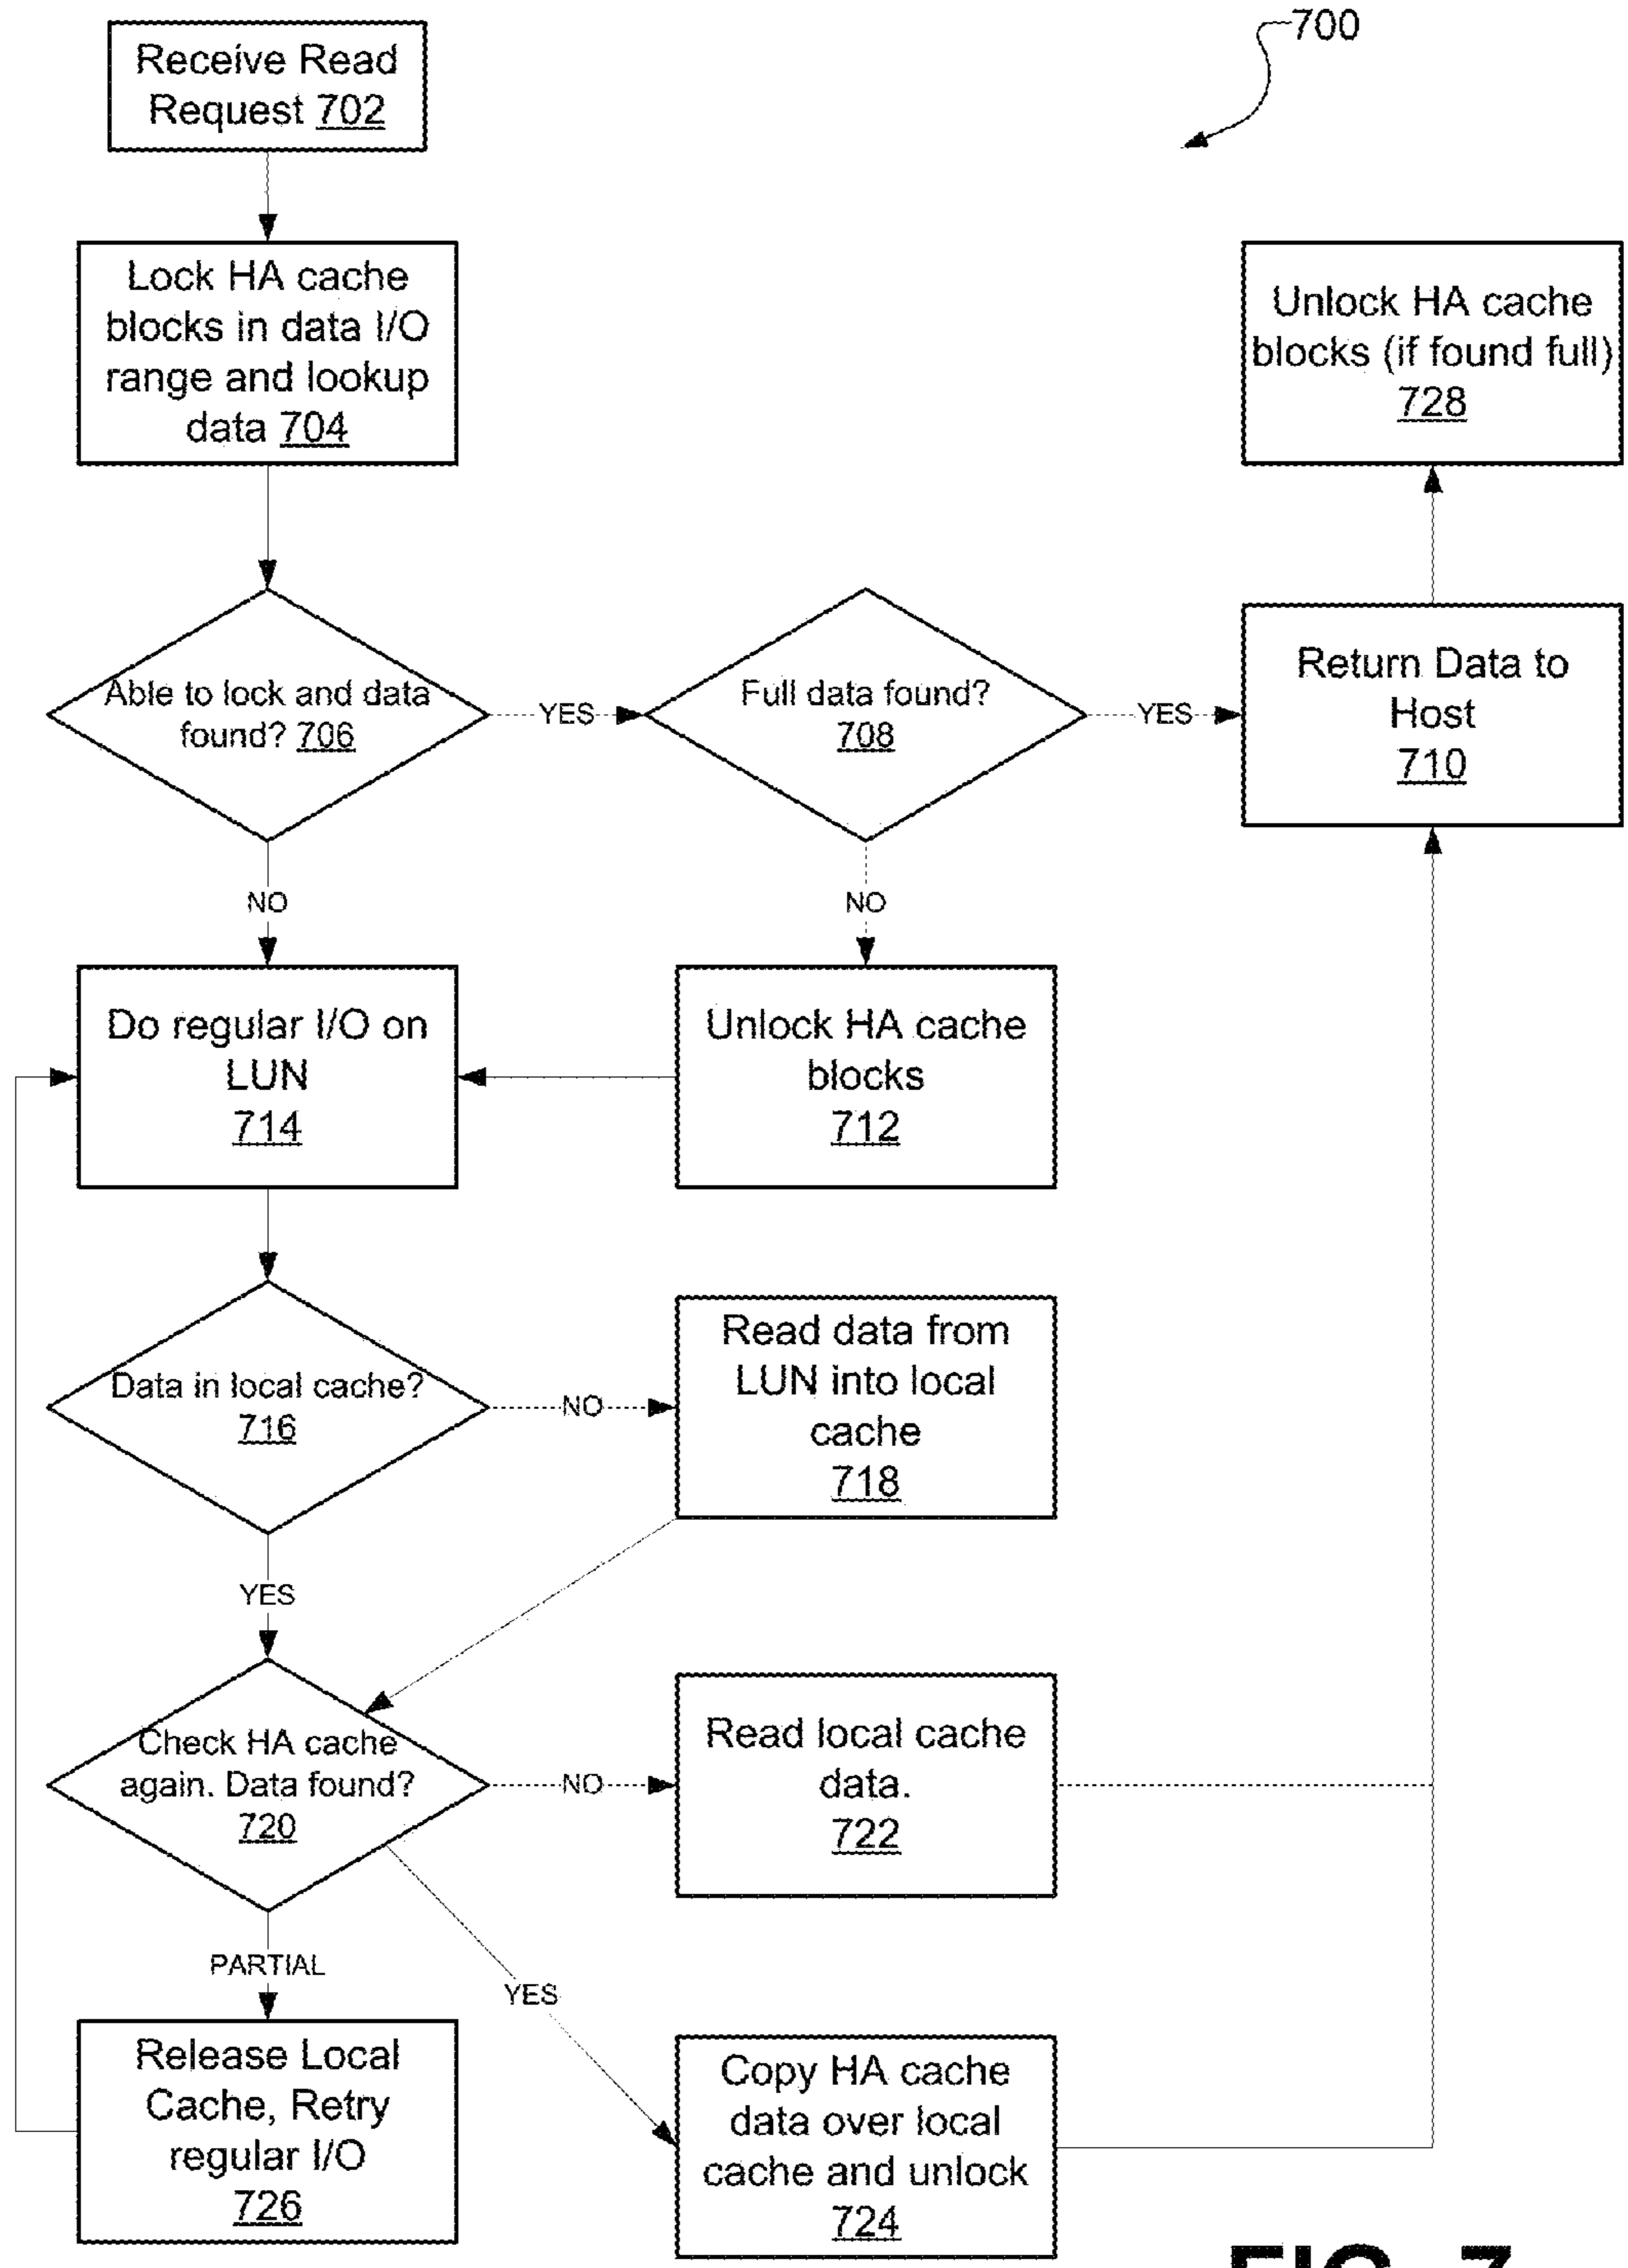 700
Receive Read
Request 702
Lock HA cache
blocks in data I/O
range and lookup
data 704
Unlock HA cache
blocks (if found full)
728
Able to lock and data
found? 706
YES
Full data found?
708
YES
Return Data to
Host
710
NO
NO
Do regular I/O on
LUN
714
Unlock HA cache
blocks
712
Data in local cache?
716
NO
Read data from
LUN into local
cache
718
YES
Check HA cache
again. Data found?
720
NO
Read local cache
data.
722
PARTIAL
YES
Release Local
Cache, Retry
regular I/O
726
Copy HA cache
data over local
cache and unlock
724
FIG. 7